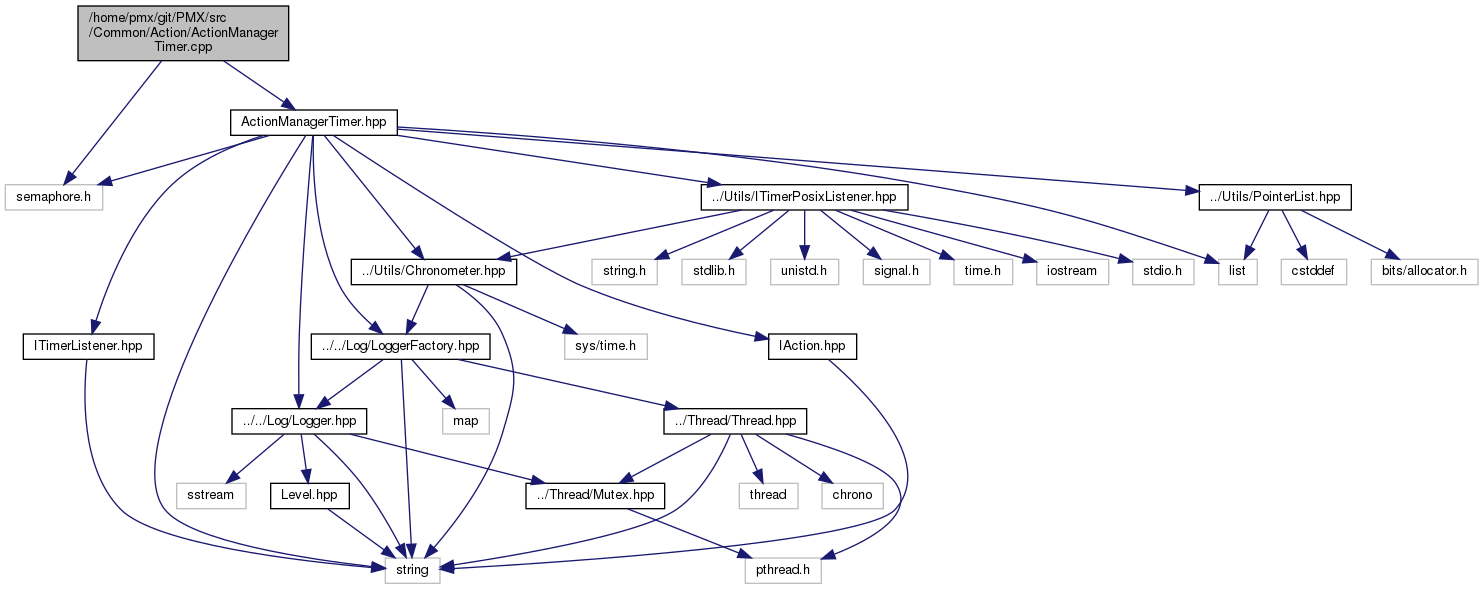 /home/pmx/git/PMX/src
/Common/Action/ActionManager
Timer.cpp
ActionManagerTimer.hpp
semaphore.h
../Utils/ITimerPosixListener.hpp
../Utils/PointerList.hpp
../Utils/Chronometer.hpp
string.h
stdlib.h
unistd.h
signal.h
time.h
iostream
stdio.h
list
cstddef
bits/allocator.h
ITimerListener.hpp
../../Log/LoggerFactory.hpp
sys/time.h
IAction.hpp
../../Log/Logger.hpp
map
../Thread/Thread.hpp
sstream
Level.hpp
../Thread/Mutex.hpp
thread
chrono
string
pthread.h